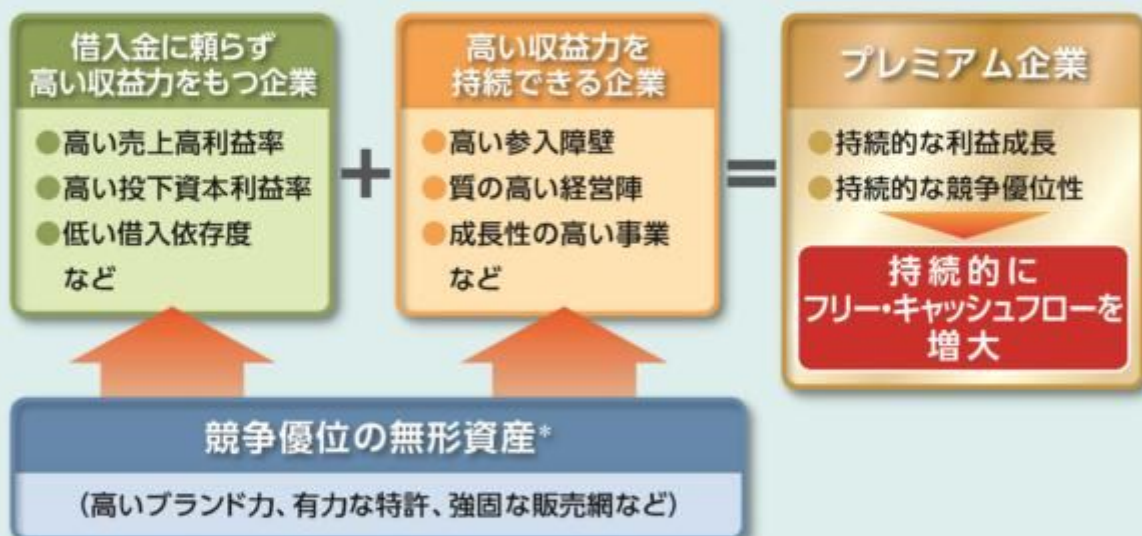 借入金に頼らず
高い収益力をもつ企業
●高い売上高利益率
●高い投下資本利益率
●低い借入依存度
など
+
高い収益力を
持続できる企業
●高い参入障壁
●質の高い経営陣
●成長性の高い事業
など
=
プレミアム企業
●持続的な利益成長
●持続的な競争優位性
持続的に
フリー・キャッシュフローを
増大
競争優位の無形資産*
(高いブランド力、有力な特許、強固な販売網など)